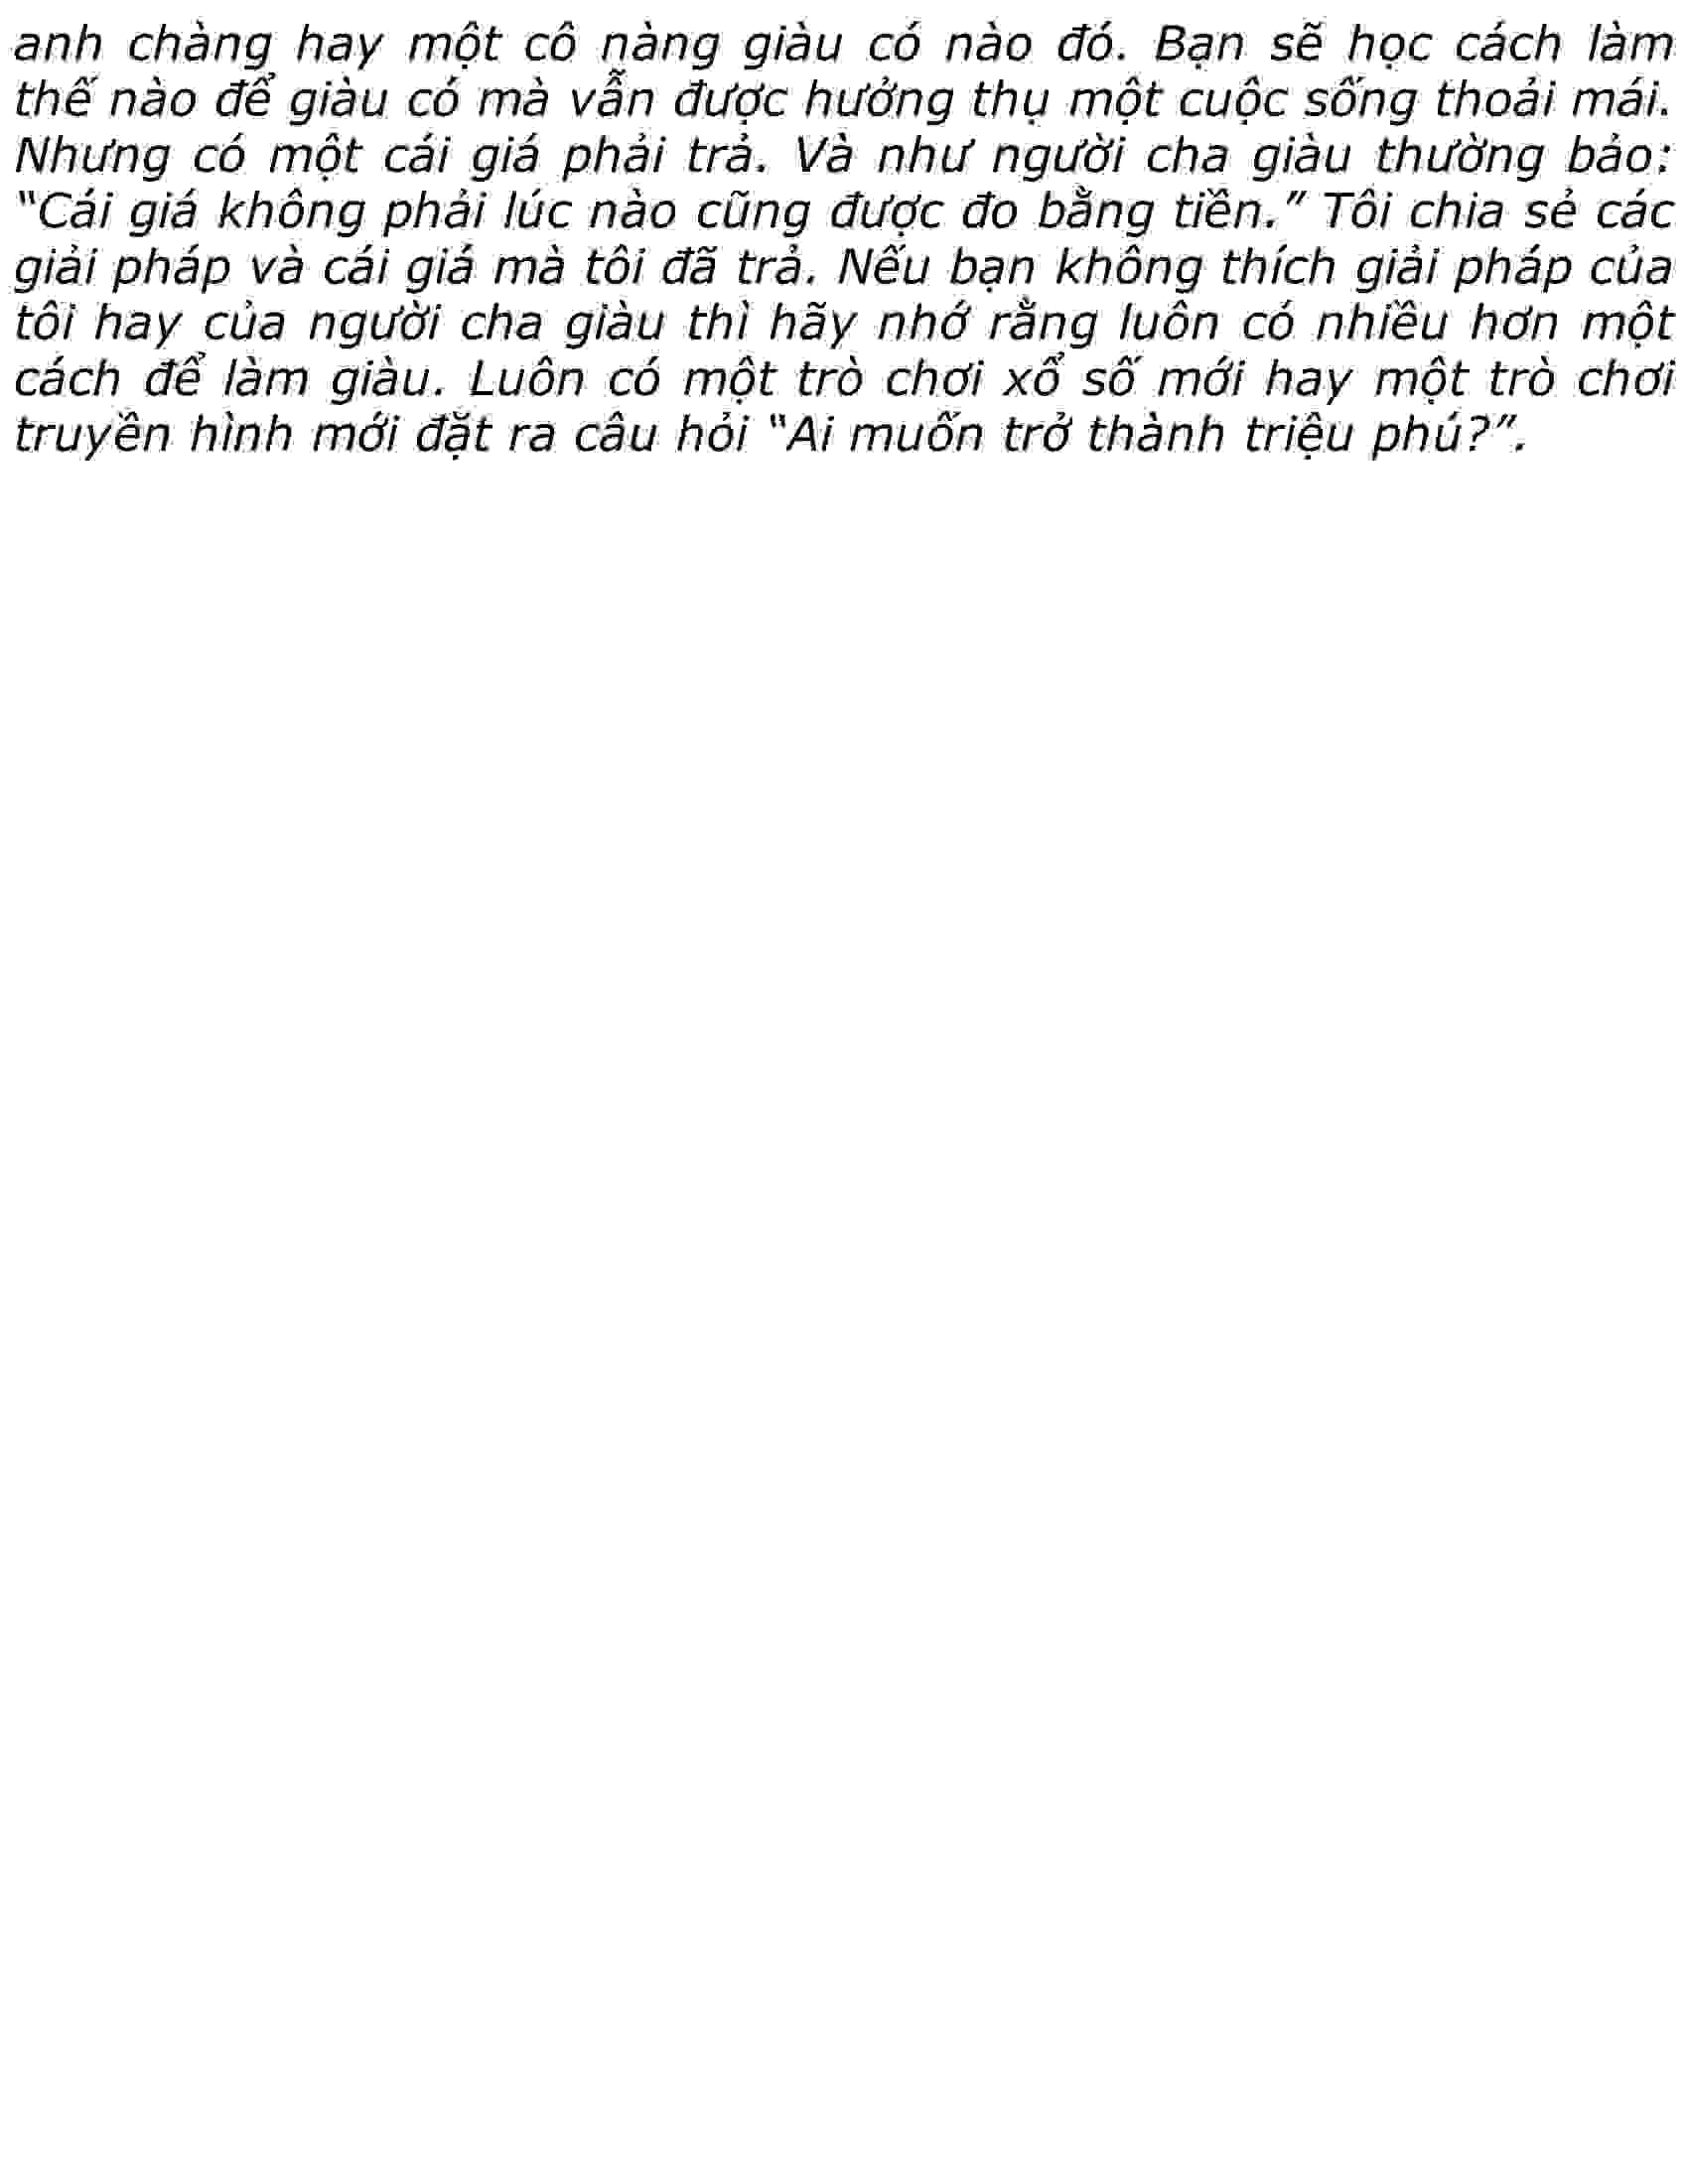 anh chàng hay một cô nàng giàu có nào đó. Bạn sẽ học cách làm
thế nào để giàu có mà vẫn được hưởng thụ một cuộc sống thoải mái.
Nhưng có một cái giá phải trả. Và như người cha giàu thường bảo:
“Cái giá không phải lúc nào cũng được đo bằng tiền.” Tôi chia sẻ các
giải pháp và cái giá mà tôi đã trả. Nếu bạn không thích giải pháp của
tôi hay của người cha giàu thì hãy nhớ rằng luôn có nhiều hơn một
cách để làm giàu. Luôn có một trò chơi xổ số mới hay một trò chơi
truyền hình mới đặt ra câu hỏi “Ai muốn trở thành triệu phú?”.